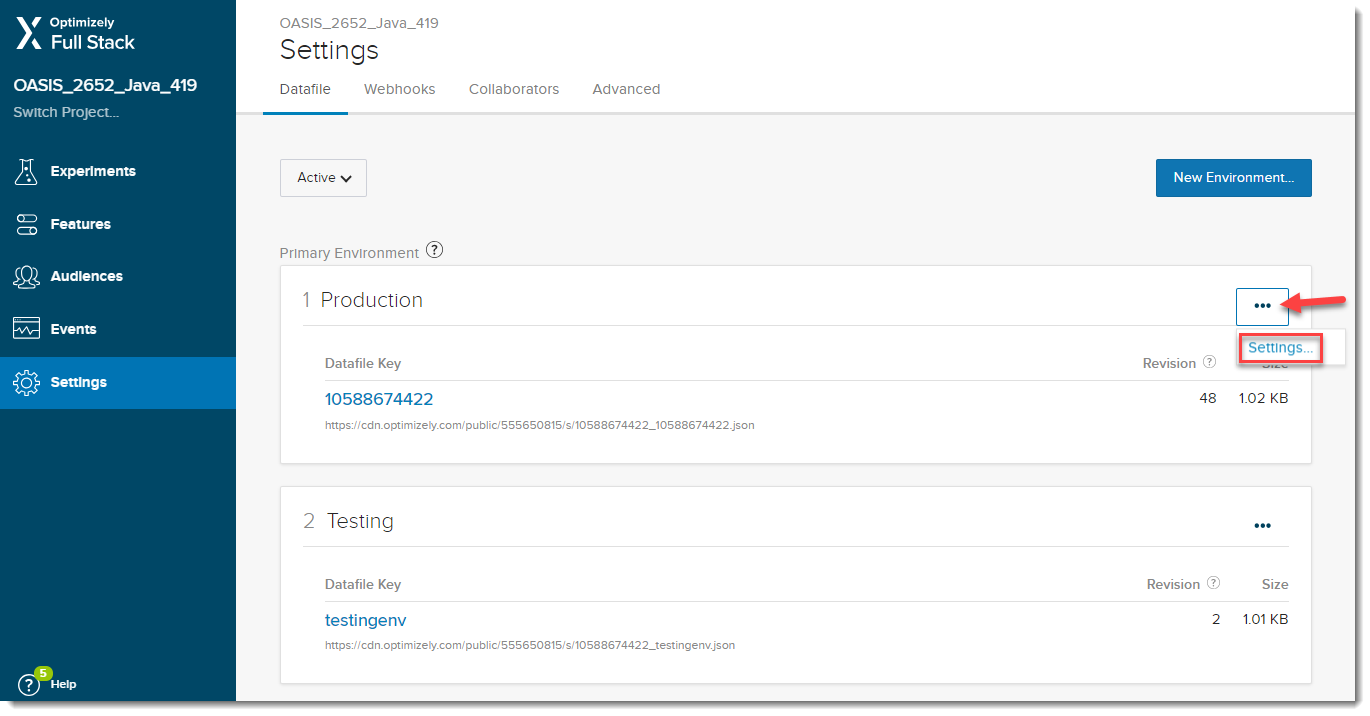 Optimizely
Full Stack
OASIS_2652_Java_419
Switch Project...
Experiments
Features
Audiences
Events
Settings
5
? Help
OASIS_2652_Java_419
Settings
Datafile Webhooks Collaborators Advanced
Active New Environment...
Primary Environment ?
1 Production •••
Settings...
Datafile Key Revision ? Size
10588674422 48 1.02 KB
https://cdn.optimizely.com/public/555650815/s/10588674422_10588674422.json
2 Testing •••
Datafile Key Revision ? Size
testingenv 2 1.01 KB
https://cdn.optimizely.com/public/555650815/s/10588674422_testingenv.json